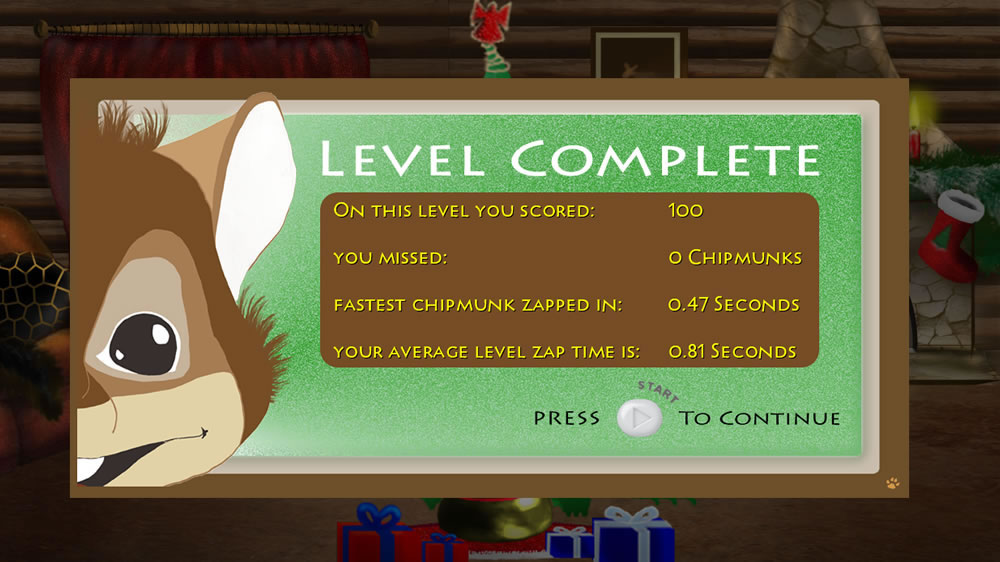 Level Complete
On this level you scored: 100
you missed: 0 Chipmunks
fastest chipmunk zapped in: 0.47 Seconds
your average level zap time is: 0.81 Seconds
START
PRESS To Continue